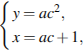 y = ac²,
x = ac + 1,